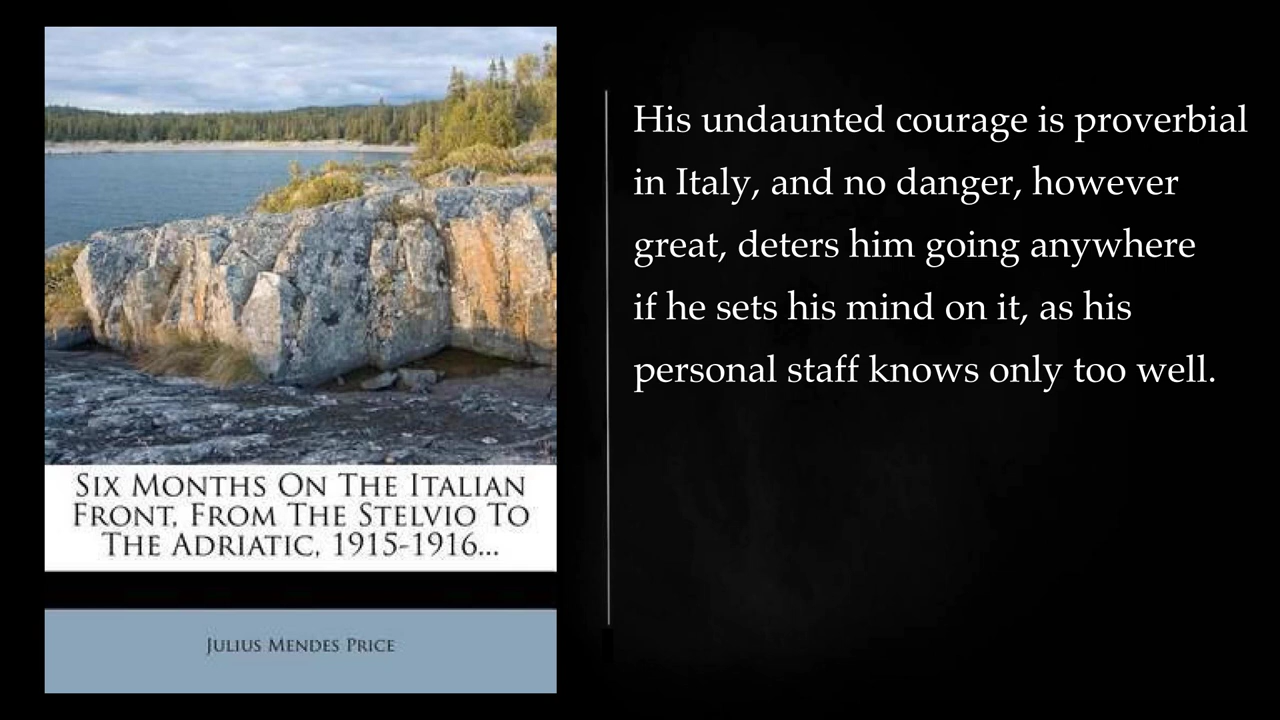 SIX MONTHS ON THE ITALIAN
FRONT, FROM THE STELVIO TO
THE ADRIATIC, 1915-1916...
JULIUS MENDES PRICE
His undaunted courage is proverbial
in Italy, and no danger, however
great, deters him going anywhere
if he sets his mind on it, as his
personal staff knows only too well.